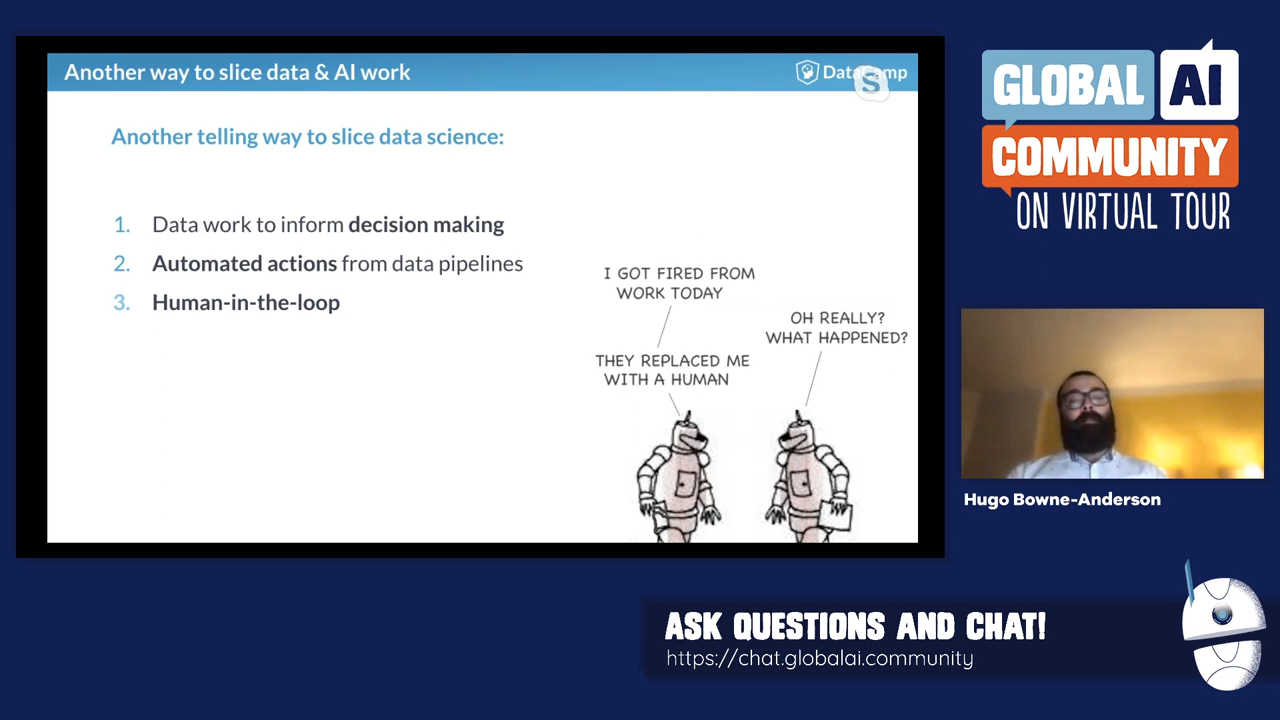 Another way to slice data & AI work
DataCamp
Another telling way to slice data science:
1. Data work to inform decision making
2. Automated actions from data pipelines
3. Human-in-the-loop
I GOT FIRED FROM
WORK TODAY
OH REALLY?
WHAT HAPPENED?
THEY REPLACED ME
WITH A HUMAN
GLOBAL AI
COMMUNITY
ON VIRTUAL TOUR
Hugo Bowne-Anderson
ASK QUESTIONS AND CHAT!
https://chat.globalai.community